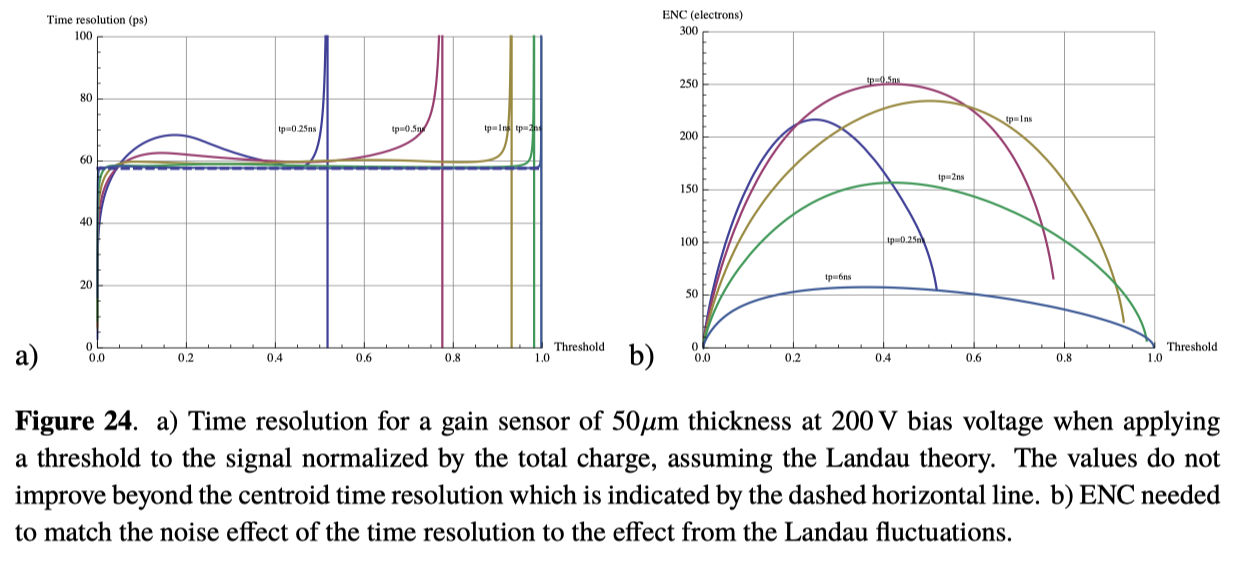 Time resolution (ps)
100
80
60
40
20
0
tp=0.25ns
tp=0.5ns
tp=1ns
tp=2ns
0.0 0.2 0.4 0.6 0.8 1.0
Threshold
a)
ENC (electrons)
300
250
200
150
100
50
0
tp=0.5ns
tp=1ns
tp=2ns
tp=0.25ns
tp=6ns
0.0 0.2 0.4 0.6 0.8 1.0
Threshold
b)
Figure 24. a) Time resolution for a gain sensor of 50μm thickness at 200 V bias voltage when applying
a threshold to the signal normalized by the total charge, assuming the Landau theory. The values do not
improve beyond the centroid time resolution which is indicated by the dashed horizontal line. b) ENC needed
to match the noise effect of the time resolution to the effect from the Landau fluctuations.